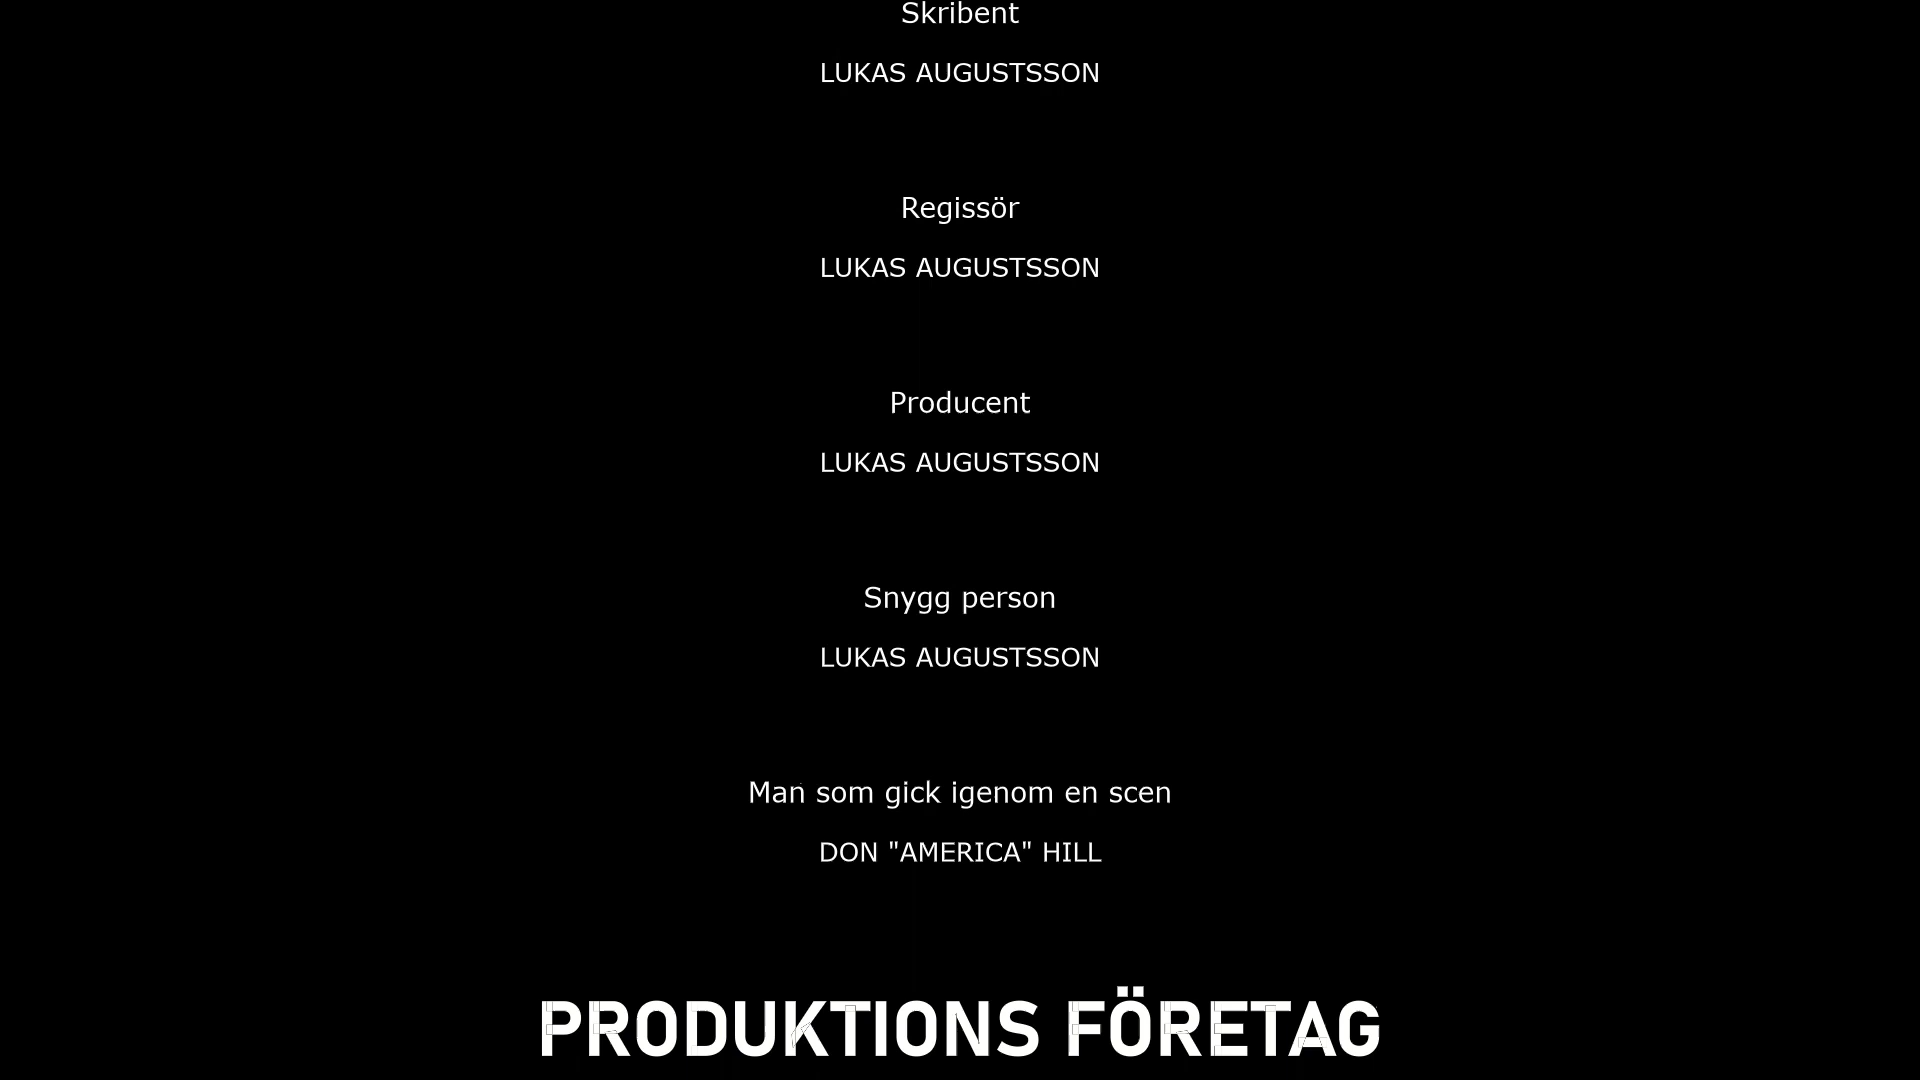 Skribent
LUKAS AUGUSTSSON
Regissör
LUKAS AUGUSTSSON
Producent
LUKAS AUGUSTSSON
Snygg person
LUKAS AUGUSTSSON
Man som gick igenom en scen
DON "AMERICA" HILL
PRODUKTIONS FÖRETAG